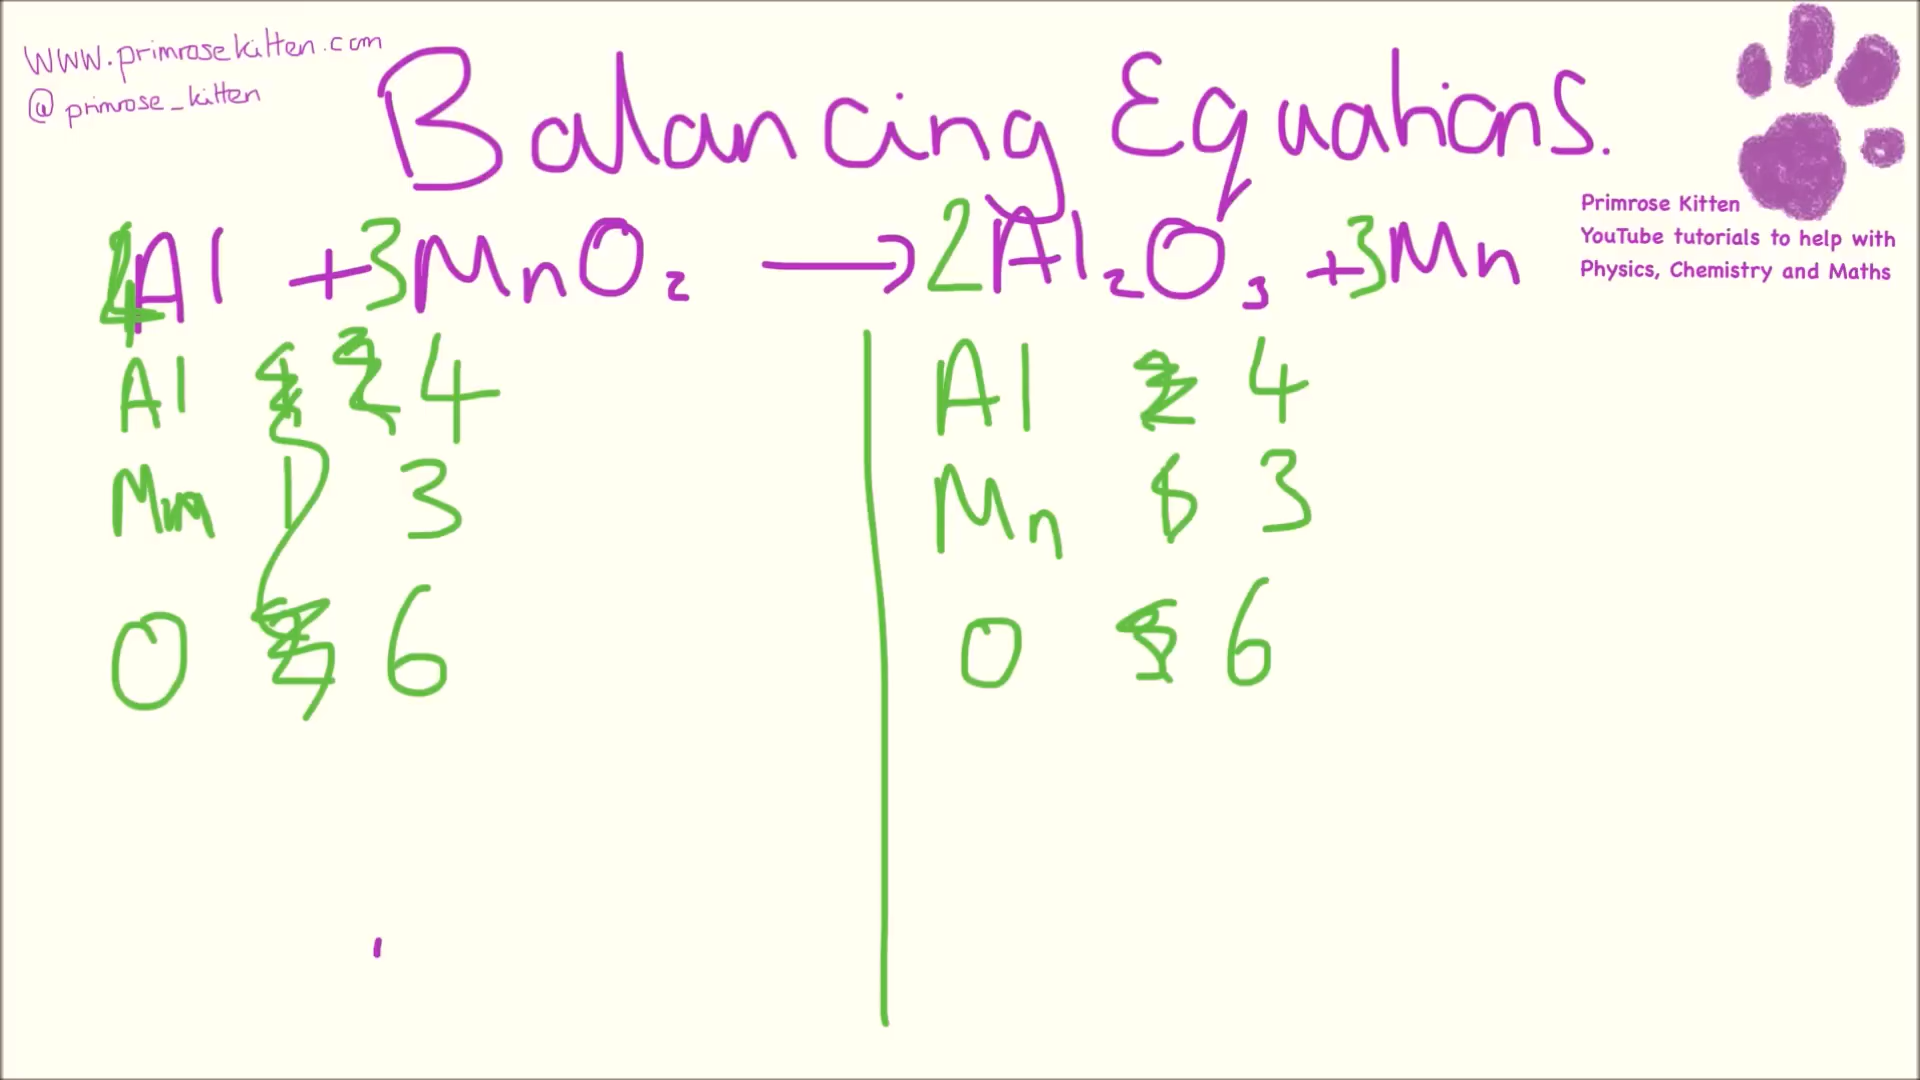 www.primrosekitten.com
@primrose_kitten
Balancing Equations.
Primrose Kitten
YouTube tutorials to help with
Physics, Chemistry and Maths
4Al + 3MnO₂ → 2Al₂O₃ + 3Mn
Al 4 Al 4
Mn 1 3 Mn 3
O 6 O 6